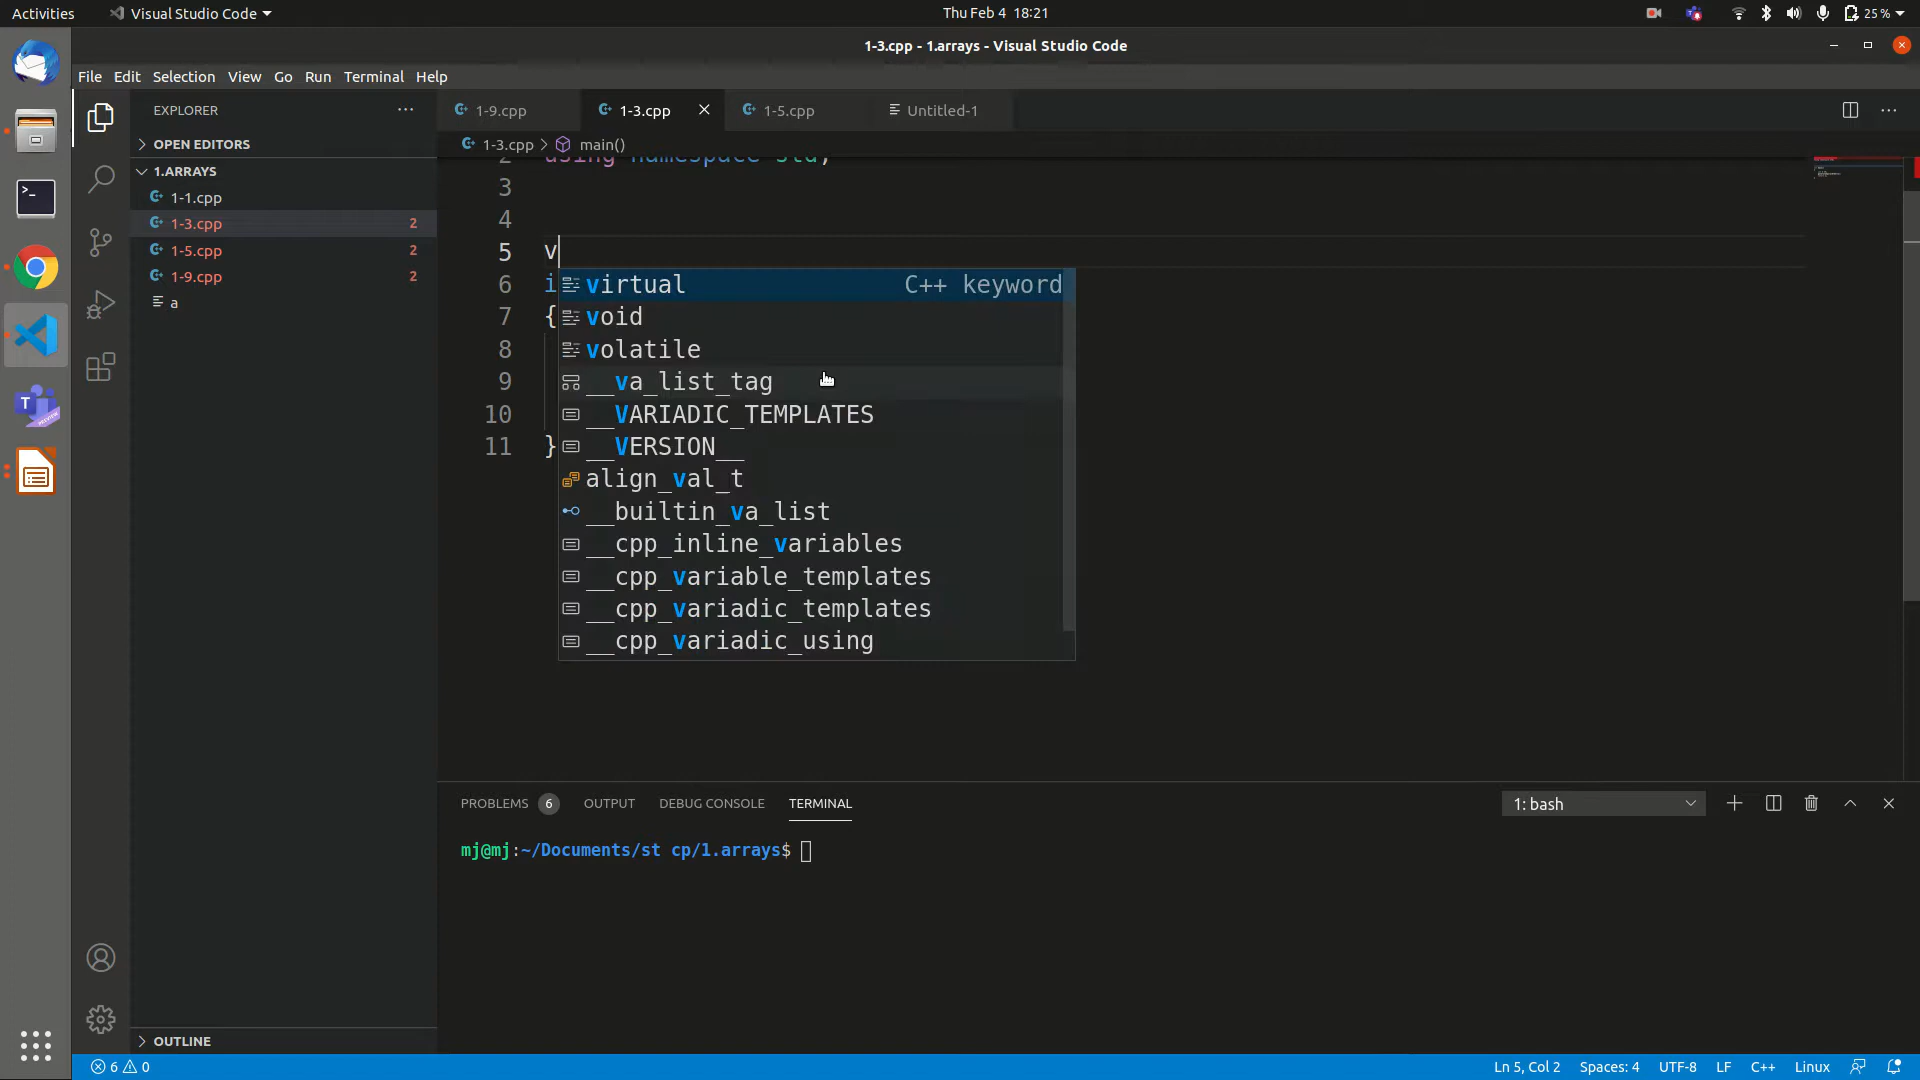 Activities Visual Studio Code Thu Feb 4 18:21 25 %
1-3.cpp - 1.arrays - Visual Studio Code
File Edit Selection View Go Run Terminal Help
EXPLORER
1-9.cpp 1-3.cpp 1-5.cpp Untitled-1
OPEN EDITORS
1-3.cpp > main()
1.ARRAYS
1-1.cpp
1-3.cpp 2
1-5.cpp 2
1-9.cpp 2
a
2 using namespace std;
3
4
5 v
6 i
7 {
8
9
10
11 }
virtual C++ keyword
void
volatile
__va_list_tag
__VARIADIC_TEMPLATES
__VERSION__
align_val_t
__builtin_va_list
__cpp_inline_variables
__cpp_variable_templates
__cpp_variadic_templates
__cpp_variadic_using
PROBLEMS 6 OUTPUT DEBUG CONSOLE TERMINAL 1: bash
mj@mj:~/Documents/st cp/1.arrays$
OUTLINE
6 0 Ln 5, Col 2 Spaces: 4 UTF-8 LF C++ Linux